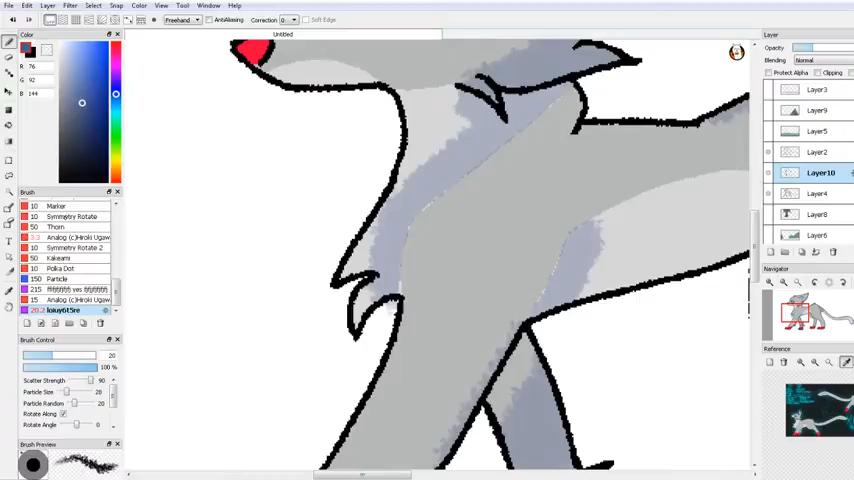 File Edit Layer Filter Select Snap Color View Tool Window Help
Freehand AntiAliasing Correction 0 Soft Edge
Untitled
Color
R 76
G 92
B 144
Brush
10 Marker
10 Symmetry Rotate
50 Thorn
3.3 Analog (c)Hiroki Ugaw
10 Symmetry Rotate 2
50 Kakeami
10 Polka Dot
150 Particle
15 Analog (c)Hiroki Ugaw
20.2 loiuy6t5re
Brush Control
20
100 %
Scatter Strength 90
Particle Size 20
Particle Random 20
Rotate Along
Rotate Angle 0
Brush Preview
Layer
Opacity
Blending Normal
Protect Alpha Clipping
Layer3
Layer9
Layer5
Layer2
Layer10
Layer4
Layer8
Layer6
Navigator
Reference